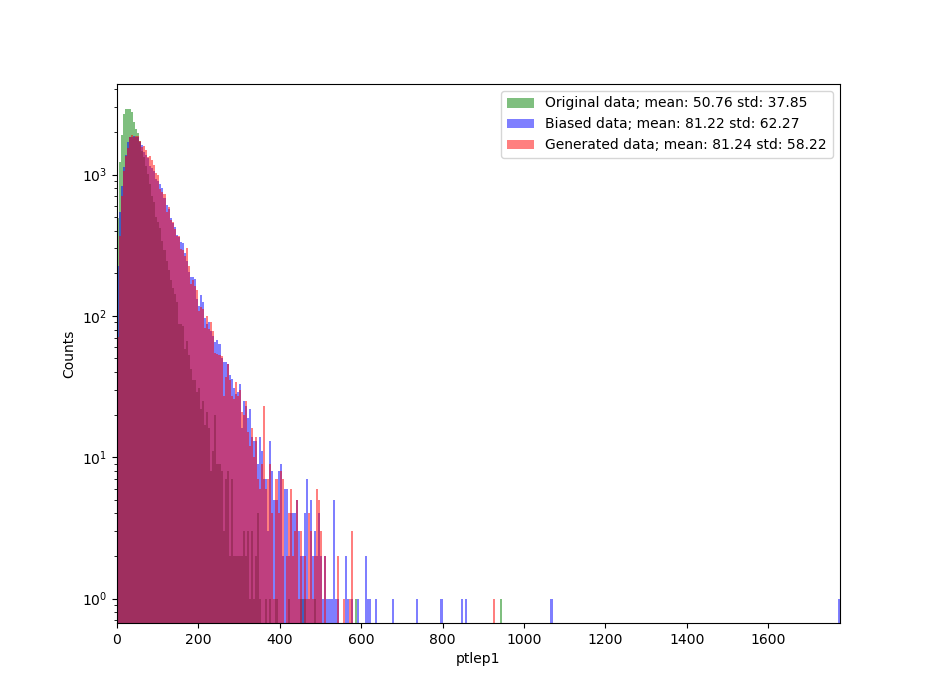 Original data; mean: 50.76 std: 37.85
Biased data; mean: 81.22 std: 62.27
Generated data; mean: 81.24 std: 58.22
Counts
10³
10²
10¹
10⁰
0 200 400 600 800 1000 1200 1400 1600
ptlep1